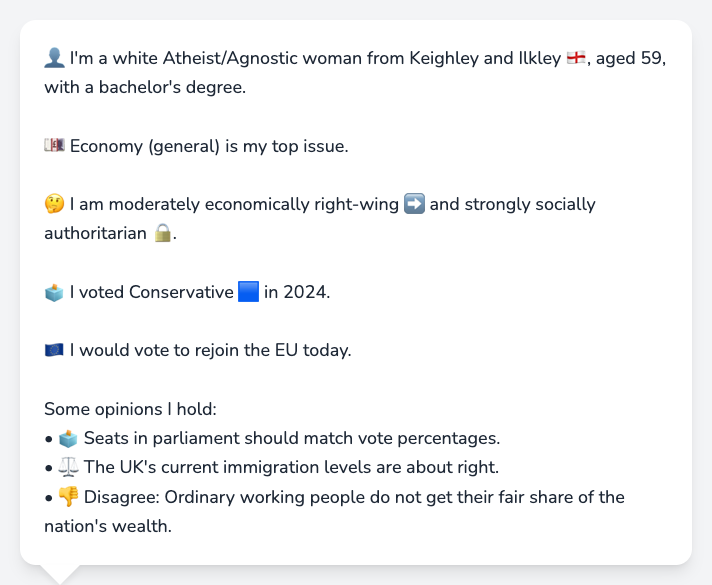 👤 I'm a white Atheist/Agnostic woman from Keighley and Ilkley 🏴󠁧󠁢󠁥󠁮󠁧󠁿, aged 59,
with a bachelor's degree.
💷 Economy (general) is my top issue.
🤔 I am moderately economically right-wing ➡️ and strongly socially
authoritarian 🔒.
🗳️ I voted Conservative 🟦 in 2024.
🇪🇺 I would vote to rejoin the EU today.
Some opinions I hold:
• 🗳️ Seats in parliament should match vote percentages.
• ⚖️ The UK's current immigration levels are about right.
• 👎 Disagree: Ordinary working people do not get their fair share of the
nation's wealth.